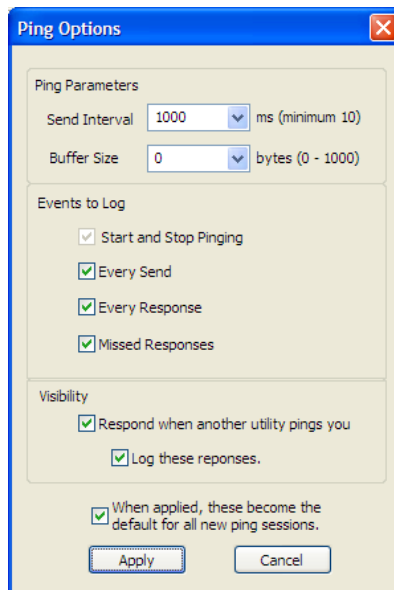 Ping Options
Ping Parameters
Send Interval 1000 ms (minimum 10)
Buffer Size 0 bytes (0 - 1000)
Events to Log
Start and Stop Pinging
Every Send
Every Response
Missed Responses
Visibility
Respond when another utility pings you
Log these reponses.
When applied, these become the
default for all new ping sessions.
Apply Cancel